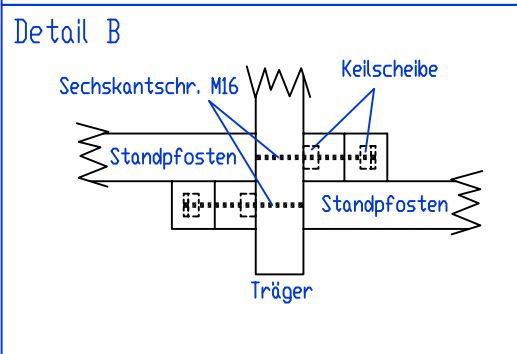 Detail B
Keilscheibe
Sechskantschr. M16
Standpfosten
Standpfosten
Träger